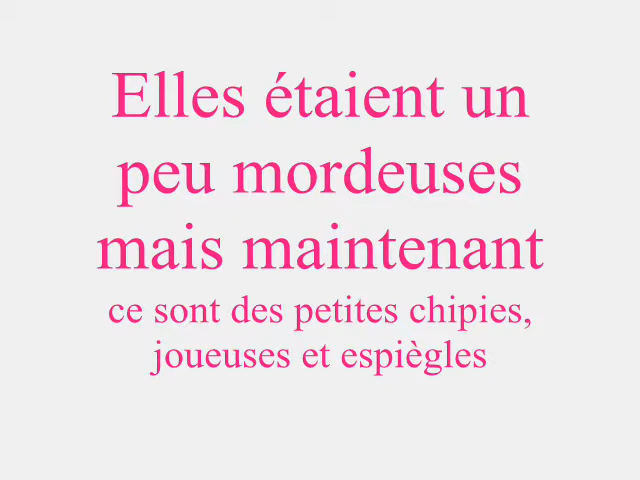 Elles étaient un
peu mordeuses
mais maintenant
ce sont des petites chipies,
joueuses et espiègles